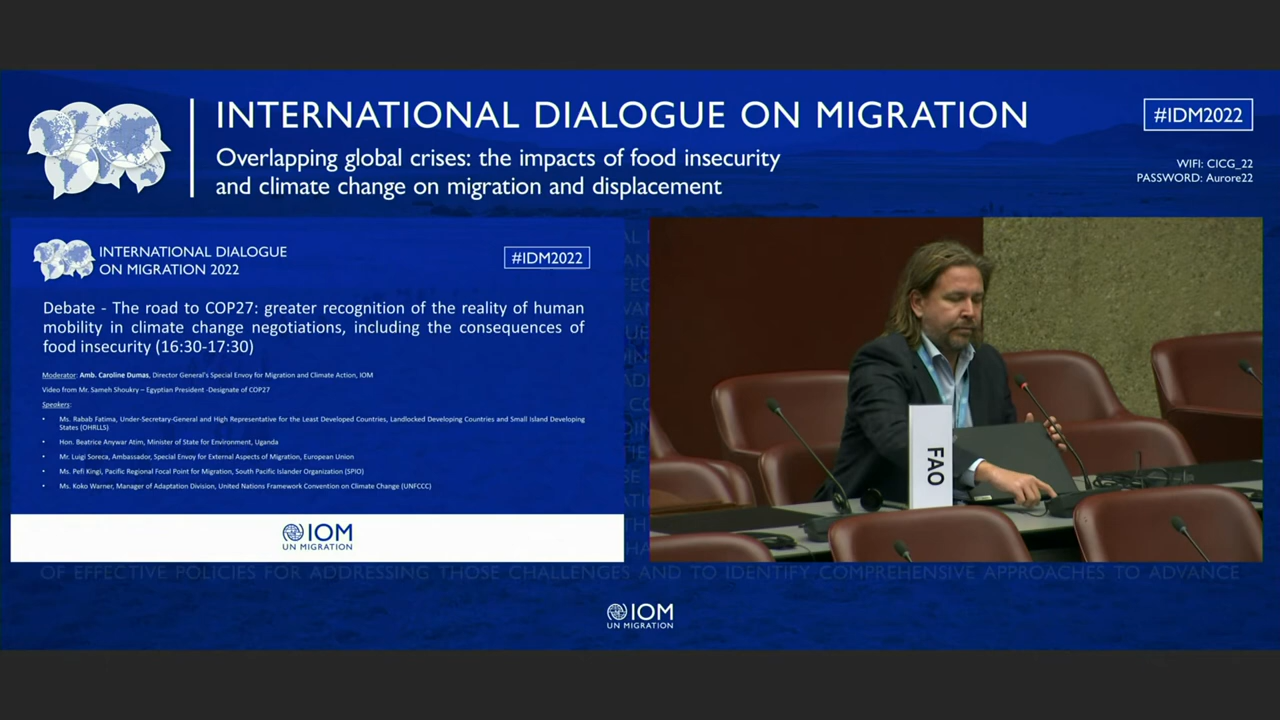 INTERNATIONAL DIALOGUE ON MIGRATION
Overlapping global crises: the impacts of food insecurity
and climate change on migration and displacement
#IDM2022
WIFI: CICG_22
PASSWORD: Aurore22
INTERNATIONAL DIALOGUE
ON MIGRATION 2022
#IDM2022
Debate - The road to COP27: greater recognition of the reality of human
mobility in climate change negotiations, including the consequences of
food insecurity (16:30-17:30)
Moderator: Amb. Caroline Dumas, Director General's Special Envoy for Migration and Climate Action, IOM
Video from Mr. Sameh Shoukry – Egyptian President -Designate of COP27
Speakers:
• Ms. Rabab Fatima, Under-Secretary-General and High Representative for the Least Developed Countries, Landlocked Developing Countries and Small Island Developing
States (OHRLLS)
• Hon. Beatrice Anywar Atim, Minister of State for Environment, Uganda
• Mr. Luigi Soreca, Ambassador, Special Envoy for External Aspects of Migration, European Union
• Ms. Pefi Kingi, Pacific Regional Focal Point for Migration, South Pacific Islander Organization (SPIO)
• Ms. Koko Warner, Manager of Adaptation Division, United Nations Framework Convention on Climate Change (UNFCCC)
IOM
UN MIGRATION
FAO
OF EFFECTIVE POLICIES FOR ADDRESSING THOSE CHALLENGES AND TO IDENTIFY COMPREHENSIVE APPROACHES TO ADVANCE
IOM
UN MIGRATION